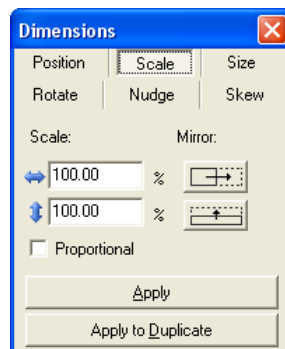 Dimensions
Position Scale Size
Rotate Nudge Skew
Scale: Mirror:
100.00 %
100.00 %
Proportional
Apply
Apply to Duplicate